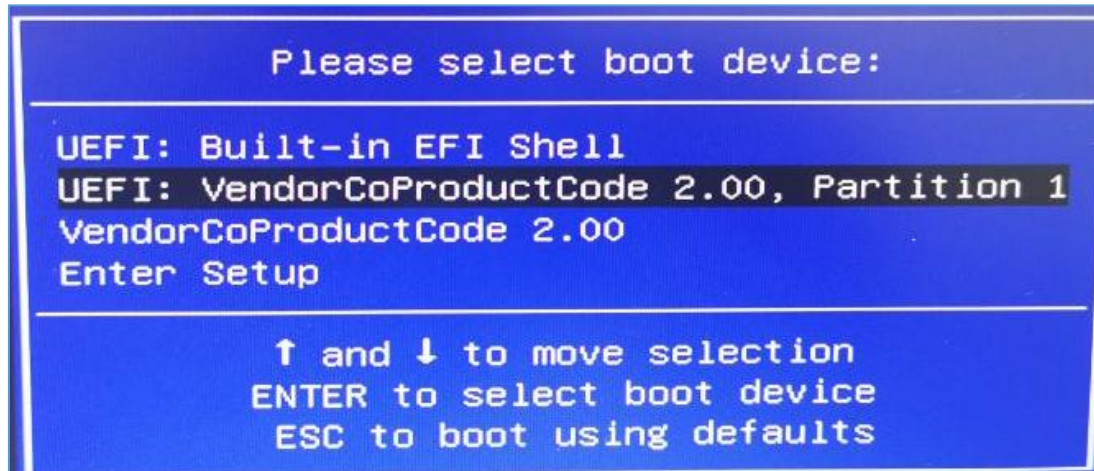 Please select boot device:
UEFI: Built-in EFI Shell
UEFI: VendorCoProductCode 2.00, Partition 1
VendorCoProductCode 2.00
Enter Setup
↑ and ↓ to move selection
ENTER to select boot device
ESC to boot using defaults